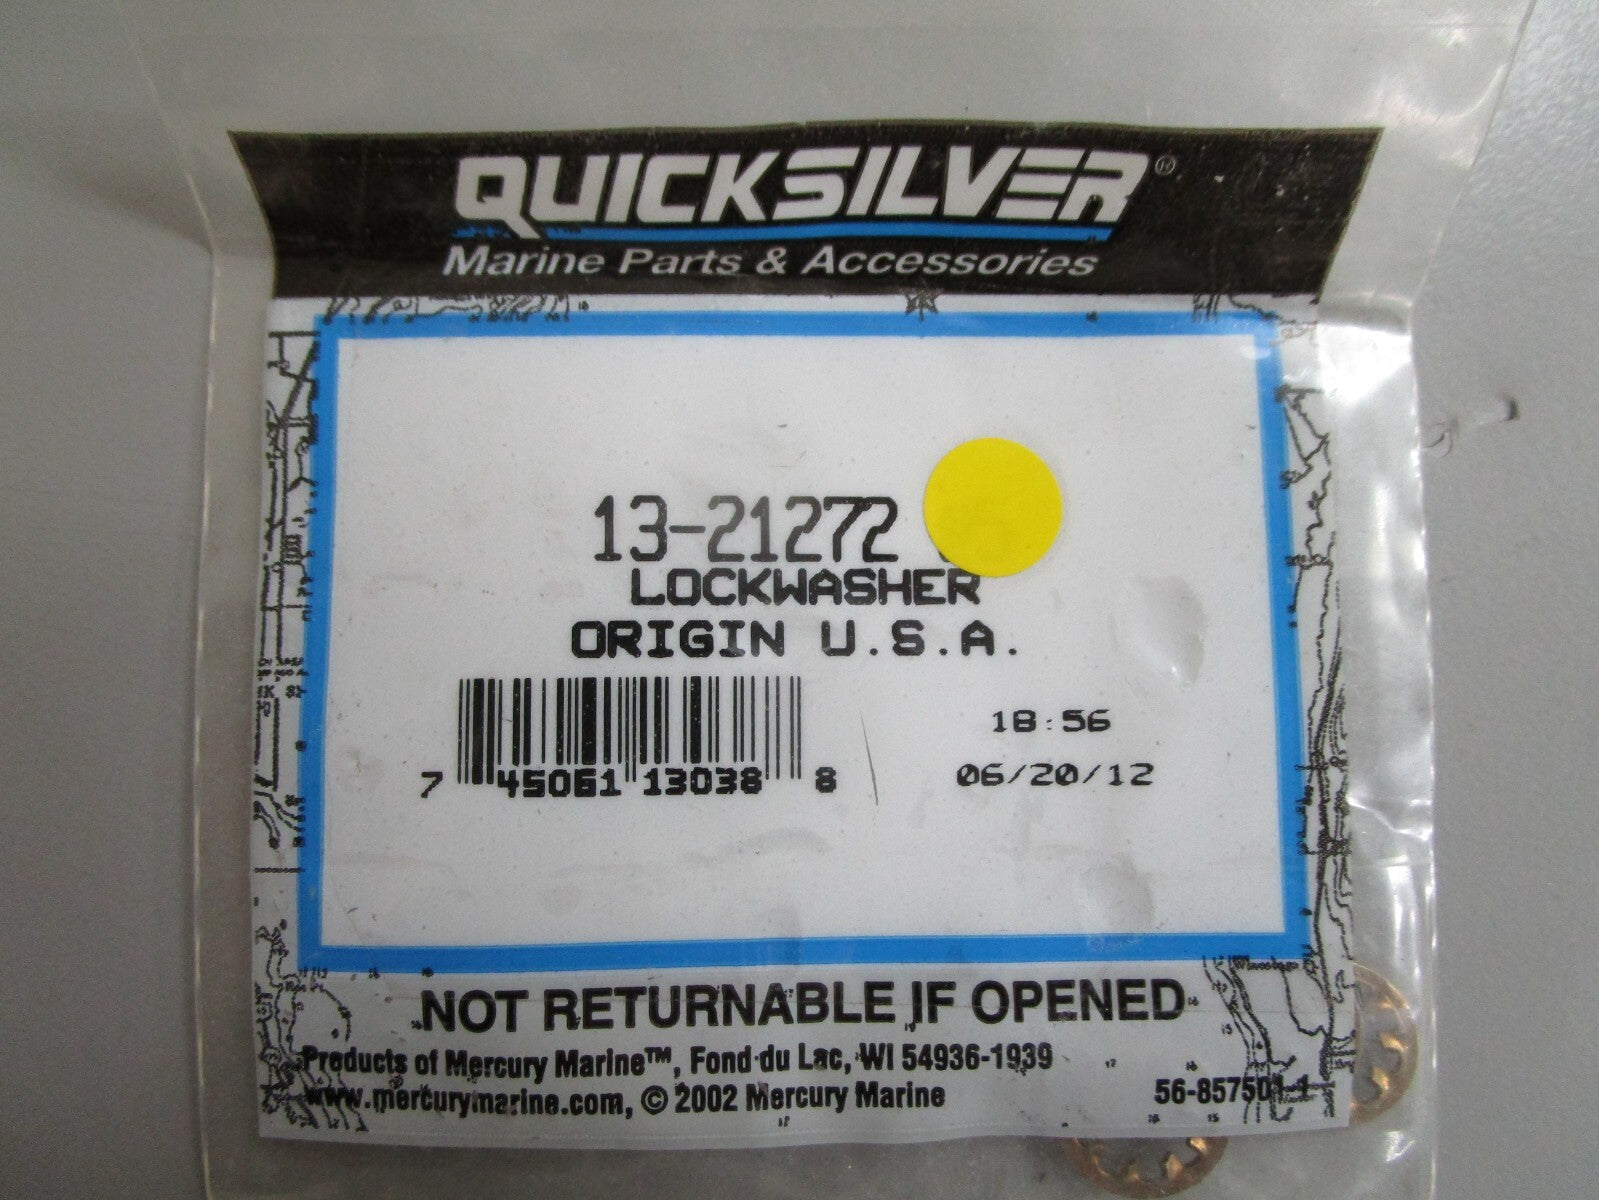 QUICKSILVER®
Marine Parts & Accessories
13-21272
LOCKWASHER
ORIGIN U.S.A.
18:56
7 45061 13038 8
06/20/12
NOT RETURNABLE IF OPENED
Products of Mercury Marine™, Fond du Lac, WI 54936-1939
www.mercurymarine.com, © 2002 Mercury Marine
56-857501-1